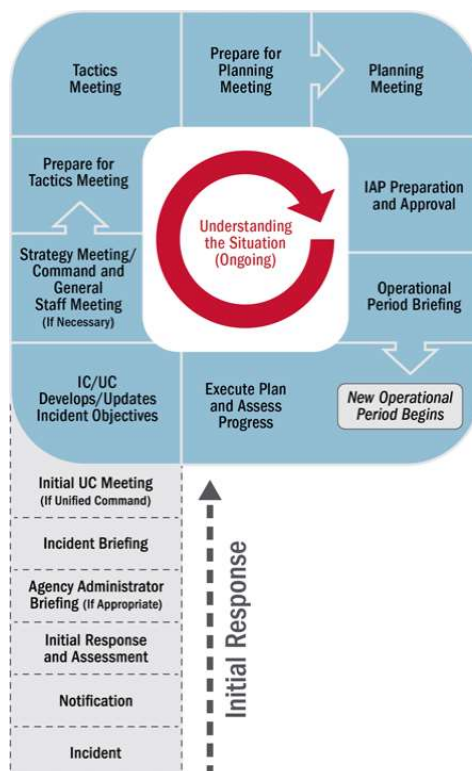 Tactics
Meeting
Prepare for
Planning
Meeting
Planning
Meeting
Prepare for
Tactics Meeting
IAP Preparation
and Approval
Understanding
the Situation
(Ongoing)
Strategy Meeting/
Command and
General
Staff Meeting
(If Necessary)
Operational
Period Briefing
IC/UC
Develops/Updates
Incident Objectives
Execute Plan
and Assess
Progress
New Operational
Period Begins
Initial UC Meeting
(If Unified Command)
Incident Briefing
Agency Administrator
Briefing (If Appropriate)
Initial Response
and Assessment
Notification
Incident
Initial Response